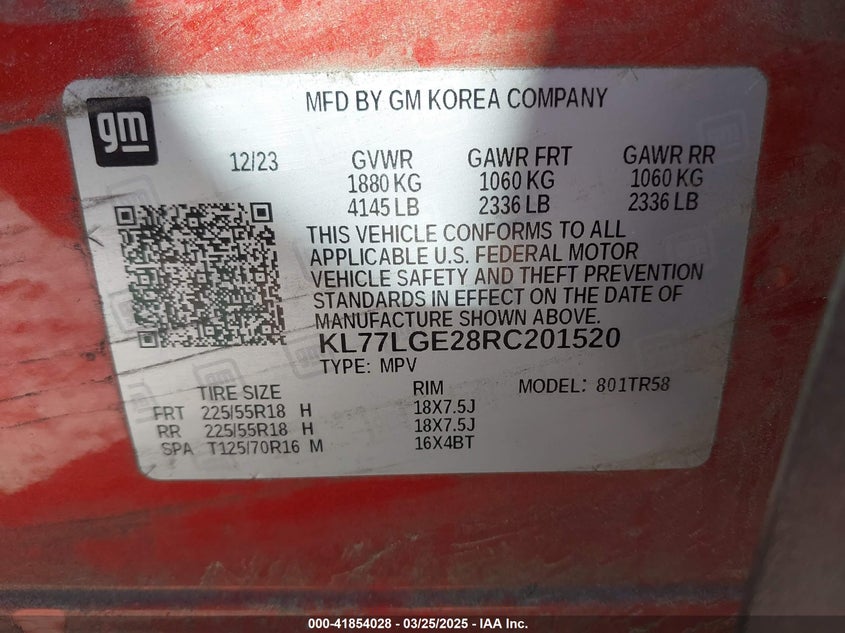 MFD BY GM KOREA COMPANY
gm
12/23 GVWR GAWR FRT GAWR RR
1880 KG 1060 KG 1060 KG
4145 LB 2336 LB 2336 LB
THIS VEHICLE CONFORMS TO ALL
APPLICABLE U.S. FEDERAL MOTOR
VEHICLE SAFETY AND THEFT PREVENTION
STANDARDS IN EFFECT ON THE DATE OF
MANUFACTURE SHOWN ABOVE.
KL77LGE28RC201520
TYPE: MPV
TIRE SIZE RIM MODEL: 801TR58
FRT 225/55R18 H 18X7.5J
RR 225/55R18 H 18X7.5J
SPA T125/70R16 M 16X4BT
000-41854028 — 03/25/2025 — IAA Inc.